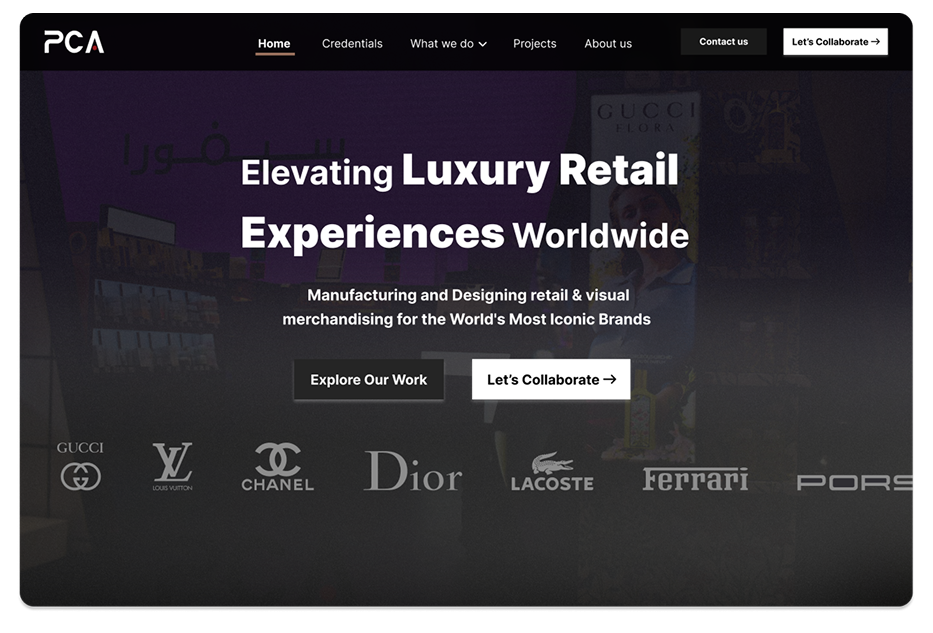 PCA
Home Credentials What we do Projects About us Contact us Let's Collaborate →
GUCCI
FLORA
سيفورا
Elevating Luxury Retail
Experiences Worldwide
Manufacturing and Designing retail & visual
merchandising for the World's Most Iconic Brands
Explore Our Work Let's Collaborate →
GUCCI
LV
LOUIS VUITTON
CHANEL
Dior
LACOSTE
Ferrari
PORS